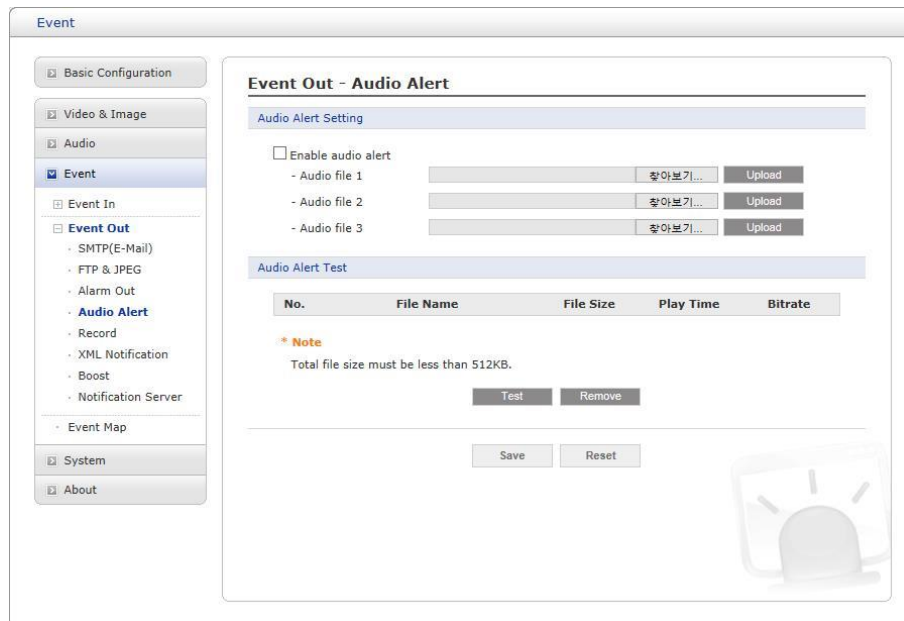 Event
Basic Configuration
Video & Image
Audio
Event
Event In
Event Out
· SMTP(E-Mail)
· FTP & JPEG
· Alarm Out
· Audio Alert
· Record
· XML Notification
· Boost
· Notification Server
· Event Map
System
About
Event Out - Audio Alert
Audio Alert Setting
Enable audio alert
- Audio file 1 찾아보기... Upload
- Audio file 2 찾아보기... Upload
- Audio file 3 찾아보기... Upload
Audio Alert Test
No. File Name File Size Play Time Bitrate
* Note
Total file size must be less than 512KB.
Test Remove
Save Reset